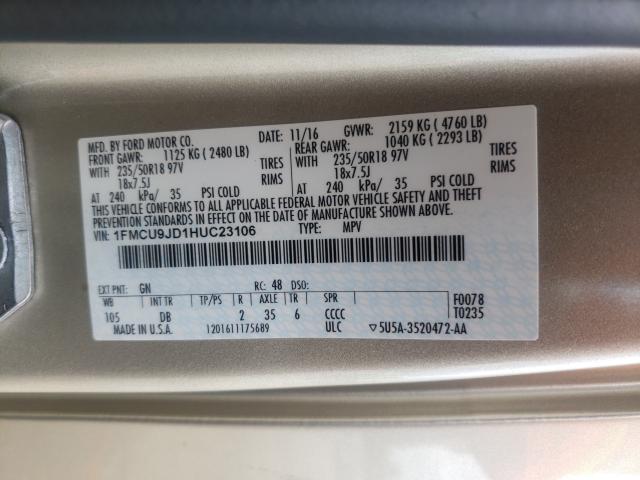 MFD. BY FORD MOTOR CO. DATE: 11/16 GVWR: 2159 KG ( 4760 LB)
FRONT GAWR: 1125 KG ( 2480 LB) REAR GAWR: 1040 KG ( 2293 LB)
WITH 235/50R18 97V TIRES WITH 235/50R18 97V TIRES
18x7.5J RIMS 18x7.5J RIMS
AT 240 kPa/ 35 PSI COLD AT 240 kPa/ 35 PSI COLD
THIS VEHICLE CONFORMS TO ALL APPLICABLE FEDERAL MOTOR VEHICLE SAFETY AND THEFT
PREVENTION STANDARDS IN EFFECT ON THE DATE OF MANUFACTURE SHOWN ABOVE.
VIN: 1FMCU9JD1HUC23106 TYPE: MPV
EXT PNT: GN RC: 48 DSO:
WB INT TR TP/PS R AXLE TR SPR F0078
105 DB 2 35 6 CCCC T0235
MADE IN U.S.A. 1201611175689 ULC ▽5U5A-3520472-AA